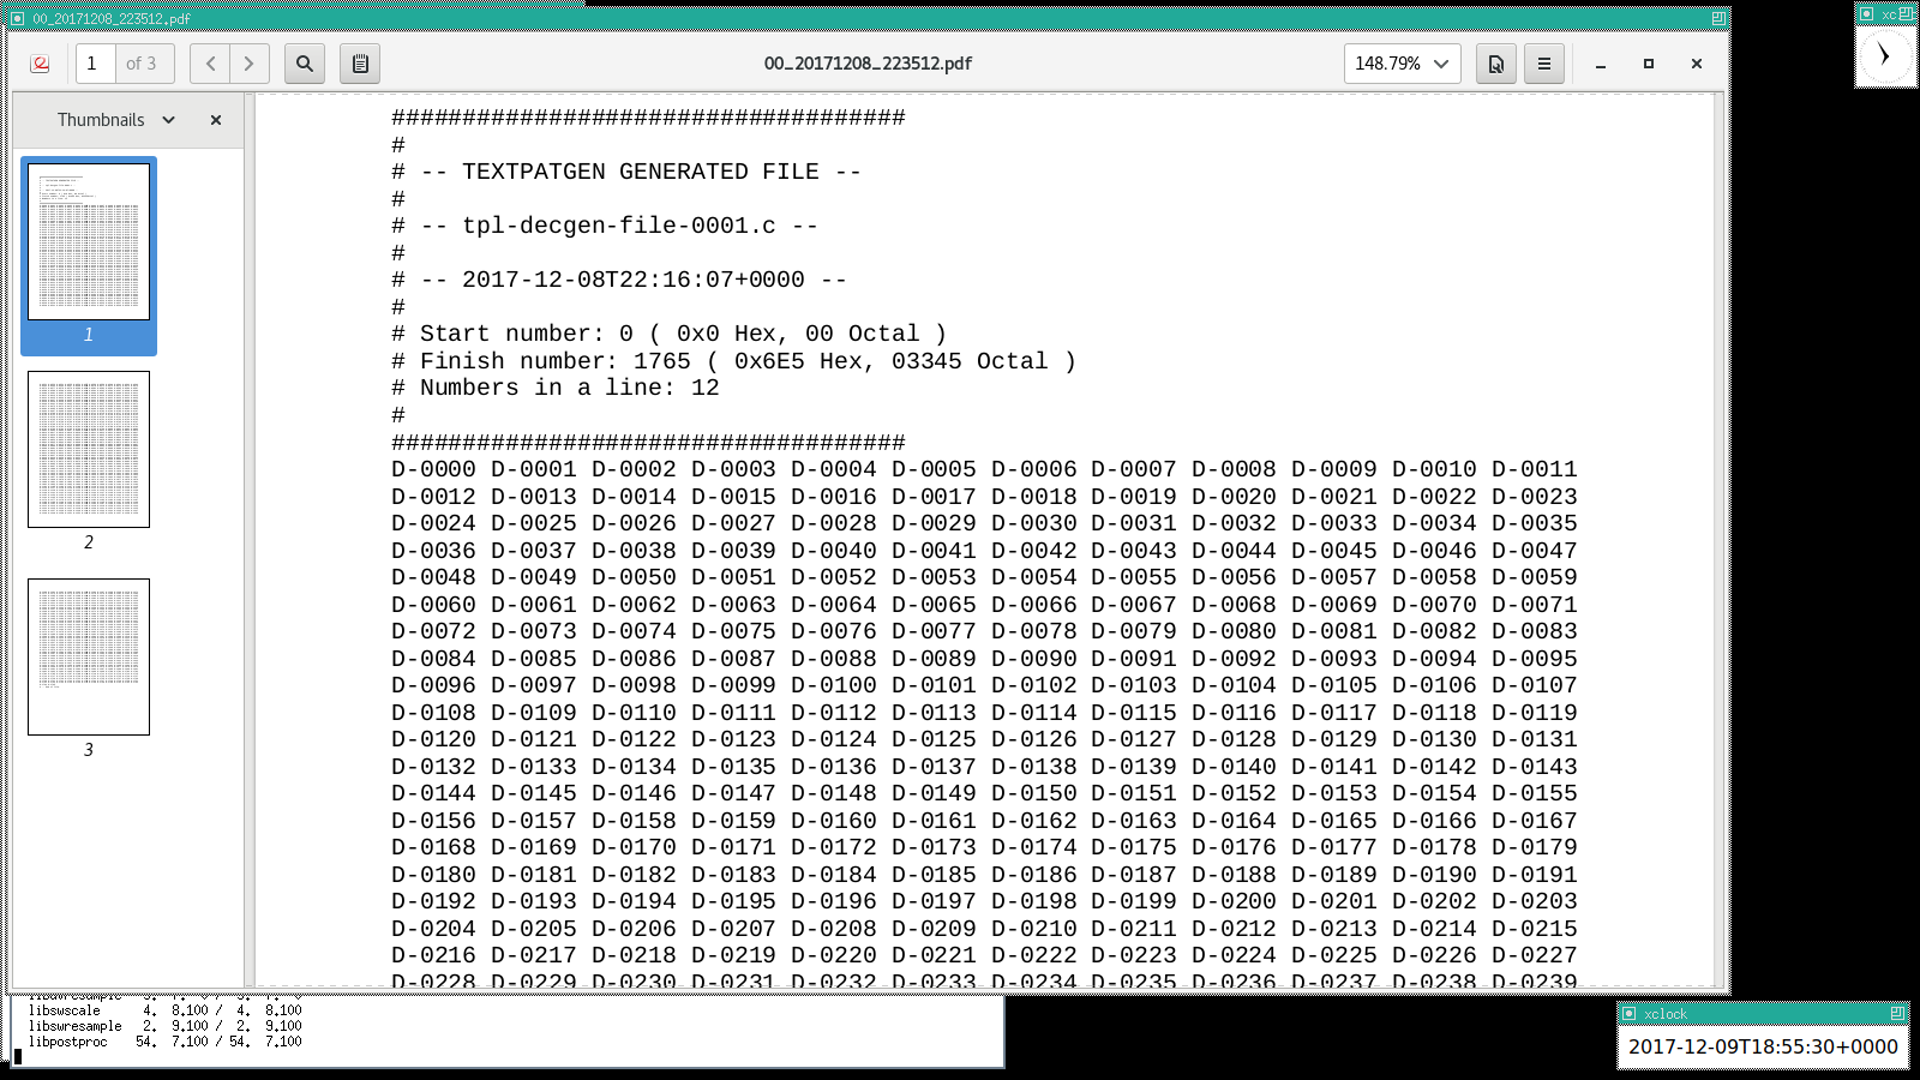 00_20171208_223512.pdf
xc
1 of 3
00_20171208_223512.pdf
148.79%
Thumbnails
1
2
3
####################################
#
# -- TEXTPATGEN GENERATED FILE --
#
# -- tpl-decgen-file-0001.c --
#
# -- 2017-12-08T22:16:07+0000 --
#
# Start number: 0 ( 0x0 Hex, 00 Octal )
# Finish number: 1765 ( 0x6E5 Hex, 03345 Octal )
# Numbers in a line: 12
#
####################################
D-0000 D-0001 D-0002 D-0003 D-0004 D-0005 D-0006 D-0007 D-0008 D-0009 D-0010 D-0011
D-0012 D-0013 D-0014 D-0015 D-0016 D-0017 D-0018 D-0019 D-0020 D-0021 D-0022 D-0023
D-0024 D-0025 D-0026 D-0027 D-0028 D-0029 D-0030 D-0031 D-0032 D-0033 D-0034 D-0035
D-0036 D-0037 D-0038 D-0039 D-0040 D-0041 D-0042 D-0043 D-0044 D-0045 D-0046 D-0047
D-0048 D-0049 D-0050 D-0051 D-0052 D-0053 D-0054 D-0055 D-0056 D-0057 D-0058 D-0059
D-0060 D-0061 D-0062 D-0063 D-0064 D-0065 D-0066 D-0067 D-0068 D-0069 D-0070 D-0071
D-0072 D-0073 D-0074 D-0075 D-0076 D-0077 D-0078 D-0079 D-0080 D-0081 D-0082 D-0083
D-0084 D-0085 D-0086 D-0087 D-0088 D-0089 D-0090 D-0091 D-0092 D-0093 D-0094 D-0095
D-0096 D-0097 D-0098 D-0099 D-0100 D-0101 D-0102 D-0103 D-0104 D-0105 D-0106 D-0107
D-0108 D-0109 D-0110 D-0111 D-0112 D-0113 D-0114 D-0115 D-0116 D-0117 D-0118 D-0119
D-0120 D-0121 D-0122 D-0123 D-0124 D-0125 D-0126 D-0127 D-0128 D-0129 D-0130 D-0131
D-0132 D-0133 D-0134 D-0135 D-0136 D-0137 D-0138 D-0139 D-0140 D-0141 D-0142 D-0143
D-0144 D-0145 D-0146 D-0147 D-0148 D-0149 D-0150 D-0151 D-0152 D-0153 D-0154 D-0155
D-0156 D-0157 D-0158 D-0159 D-0160 D-0161 D-0162 D-0163 D-0164 D-0165 D-0166 D-0167
D-0168 D-0169 D-0170 D-0171 D-0172 D-0173 D-0174 D-0175 D-0176 D-0177 D-0178 D-0179
D-0180 D-0181 D-0182 D-0183 D-0184 D-0185 D-0186 D-0187 D-0188 D-0189 D-0190 D-0191
D-0192 D-0193 D-0194 D-0195 D-0196 D-0197 D-0198 D-0199 D-0200 D-0201 D-0202 D-0203
D-0204 D-0205 D-0206 D-0207 D-0208 D-0209 D-0210 D-0211 D-0212 D-0213 D-0214 D-0215
D-0216 D-0217 D-0218 D-0219 D-0220 D-0221 D-0222 D-0223 D-0224 D-0225 D-0226 D-0227
D-0228 D-0229 D-0230 D-0231 D-0232 D-0233 D-0234 D-0235 D-0236 D-0237 D-0238 D-0239
libswscale 4. 8.100 / 4. 8.100
libswresample 2. 9.100 / 2. 9.100
libpostproc 54. 7.100 / 54. 7.100
xclock
2017-12-09T18:55:30+0000